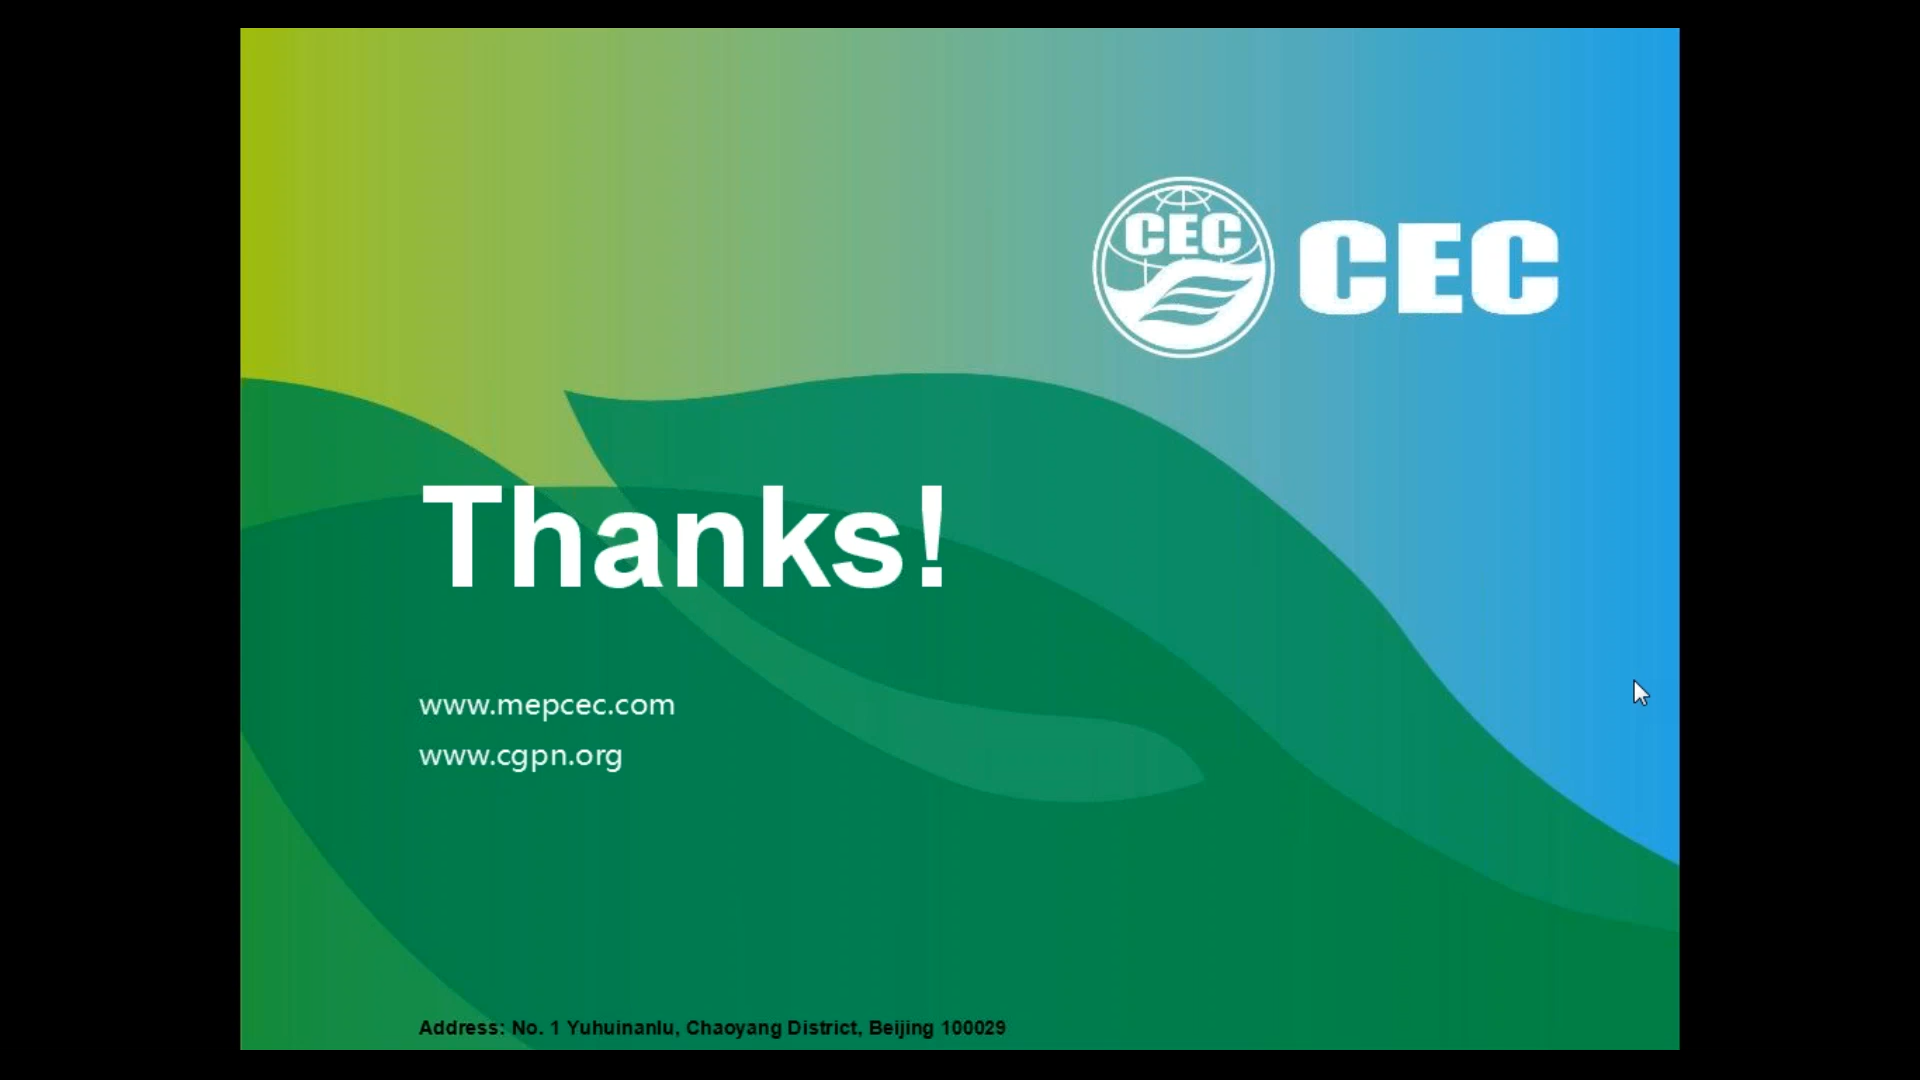 CEC CEC
Thanks!
www.mepcec.com
www.cgpn.org
Address: No. 1 Yuhuinanlu, Chaoyang District, Beijing 100029